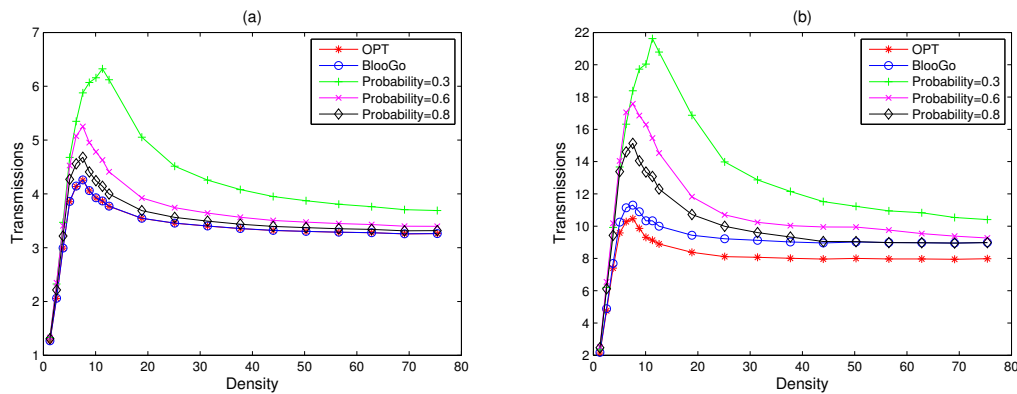 (a)
7
6
5
4
3
2
1
Transmissions
0 10 20 30 40 50 60 70 80
Density
OPT
BlooGo
Probability=0.3
Probability=0.6
Probability=0.8
(b)
22
20
18
16
14
12
10
8
6
4
2
Transmissions
0 10 20 30 40 50 60 70 80
Density
OPT
BlooGo
Probability=0.3
Probability=0.6
Probability=0.8